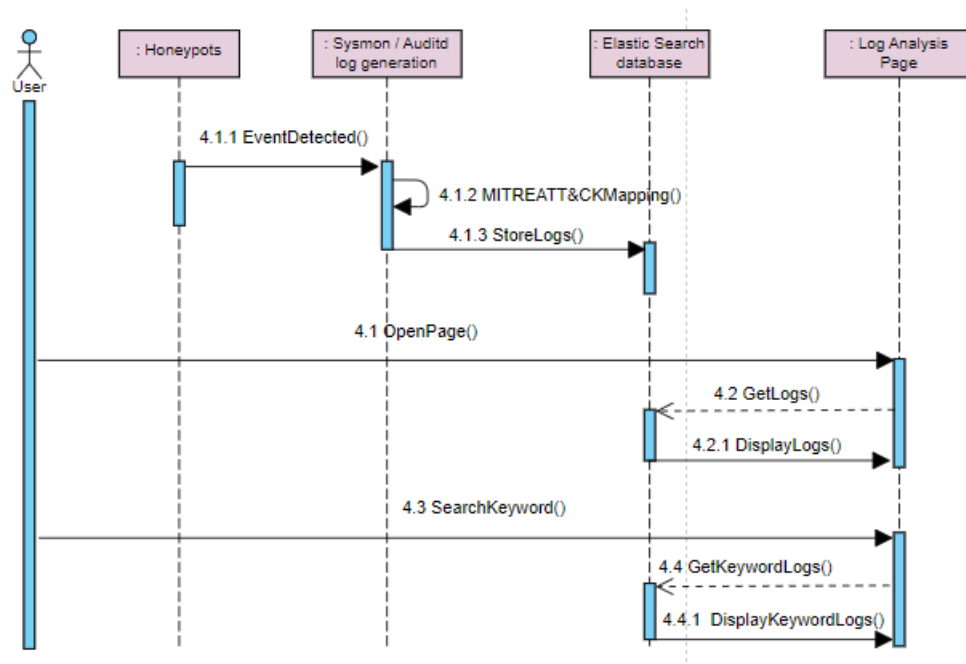 : Honeypots
: Sysmon / Auditd
log generation
: Elastic Search
database
: Log Analysis
Page
User
4.1.1 EventDetected()
4.1.2 MITREATT&CKMapping()
4.1.3 StoreLogs()
4.1 OpenPage()
4.2 GetLogs()
4.2.1 DisplayLogs()
4.3 SearchKeyword()
4.4 GetKeywordLogs()
4.4.1 DisplayKeywordLogs()